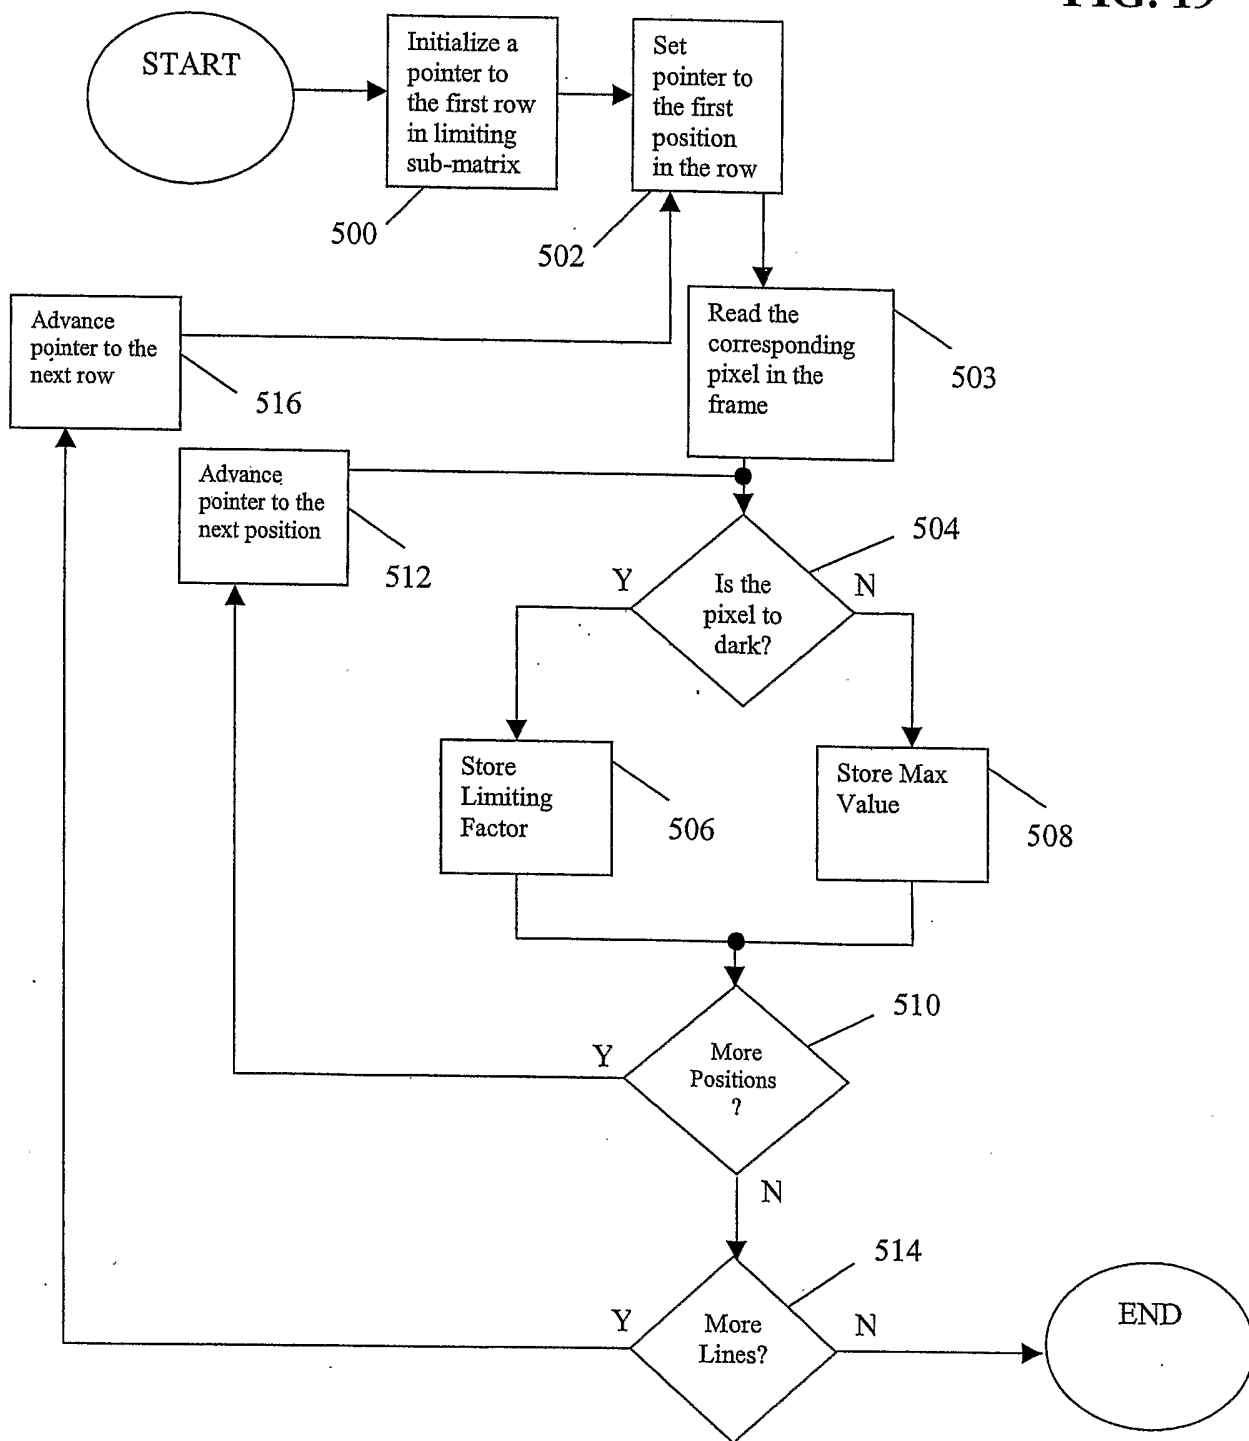 FIG. 19
START
Initialize a
pointer to
the first row
in limiting
sub-matrix
500
Set
pointer to
the first
position
in the row
502
Read the
corresponding
pixel in the
frame
503
Advance
pointer to the
next row
516
Advance
pointer to the
next position
512
Is the
pixel to
dark?
504
Y
N
Store
Limiting
Factor
506
Store Max
Value
508
More
Positions
?
510
Y
N
More
Lines?
514
Y
N
END